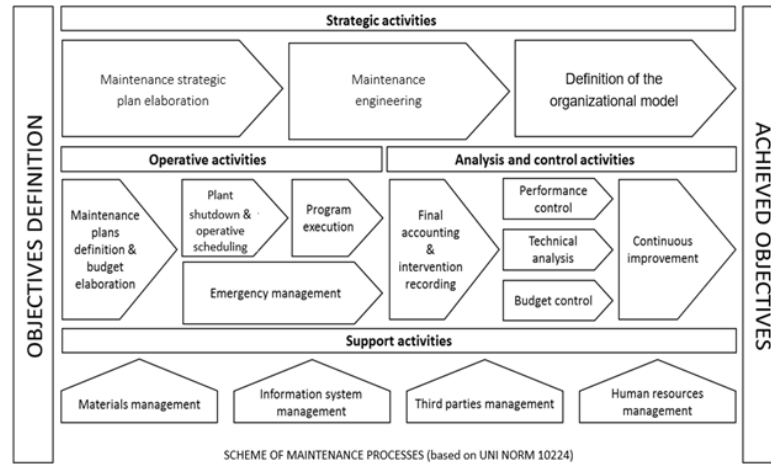 Strategic activities
OBJECTIVES DEFINITION
Maintenance strategic
plan elaboration
Maintenance
engineering
Definition of the
organizational model
ACHIEVED OBJECTIVES
Operative activities
Analysis and control activities
Maintenance
plans
definition &
budget
elaboration
Plant
shutdown &
operative
scheduling
Program
execution
Emergency management
Final
accounting
&
intervention
recording
Performance
control
Technical
analysis
Budget control
Continuous
improvement
Support activities
Materials management
Information system
management
Third parties management
Human resources
management
SCHEME OF MAINTENANCE PROCESSES (based on UNI NORM 10224)